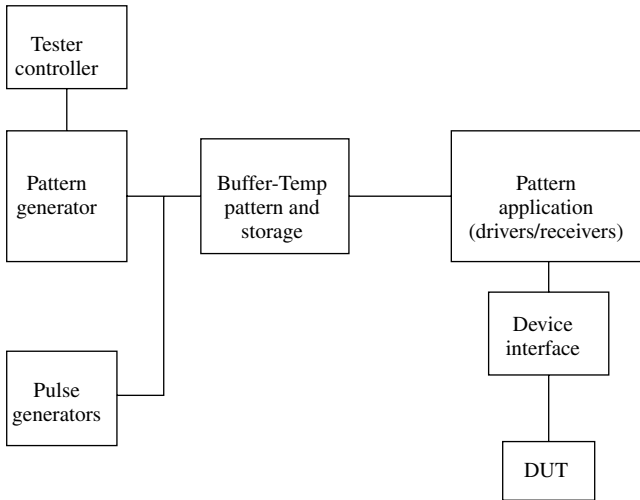 Tester
controller
Pattern
generator
Buffer-Temp
pattern and
storage
Pattern
application
(drivers/receivers)
Device
interface
Pulse
generators
DUT